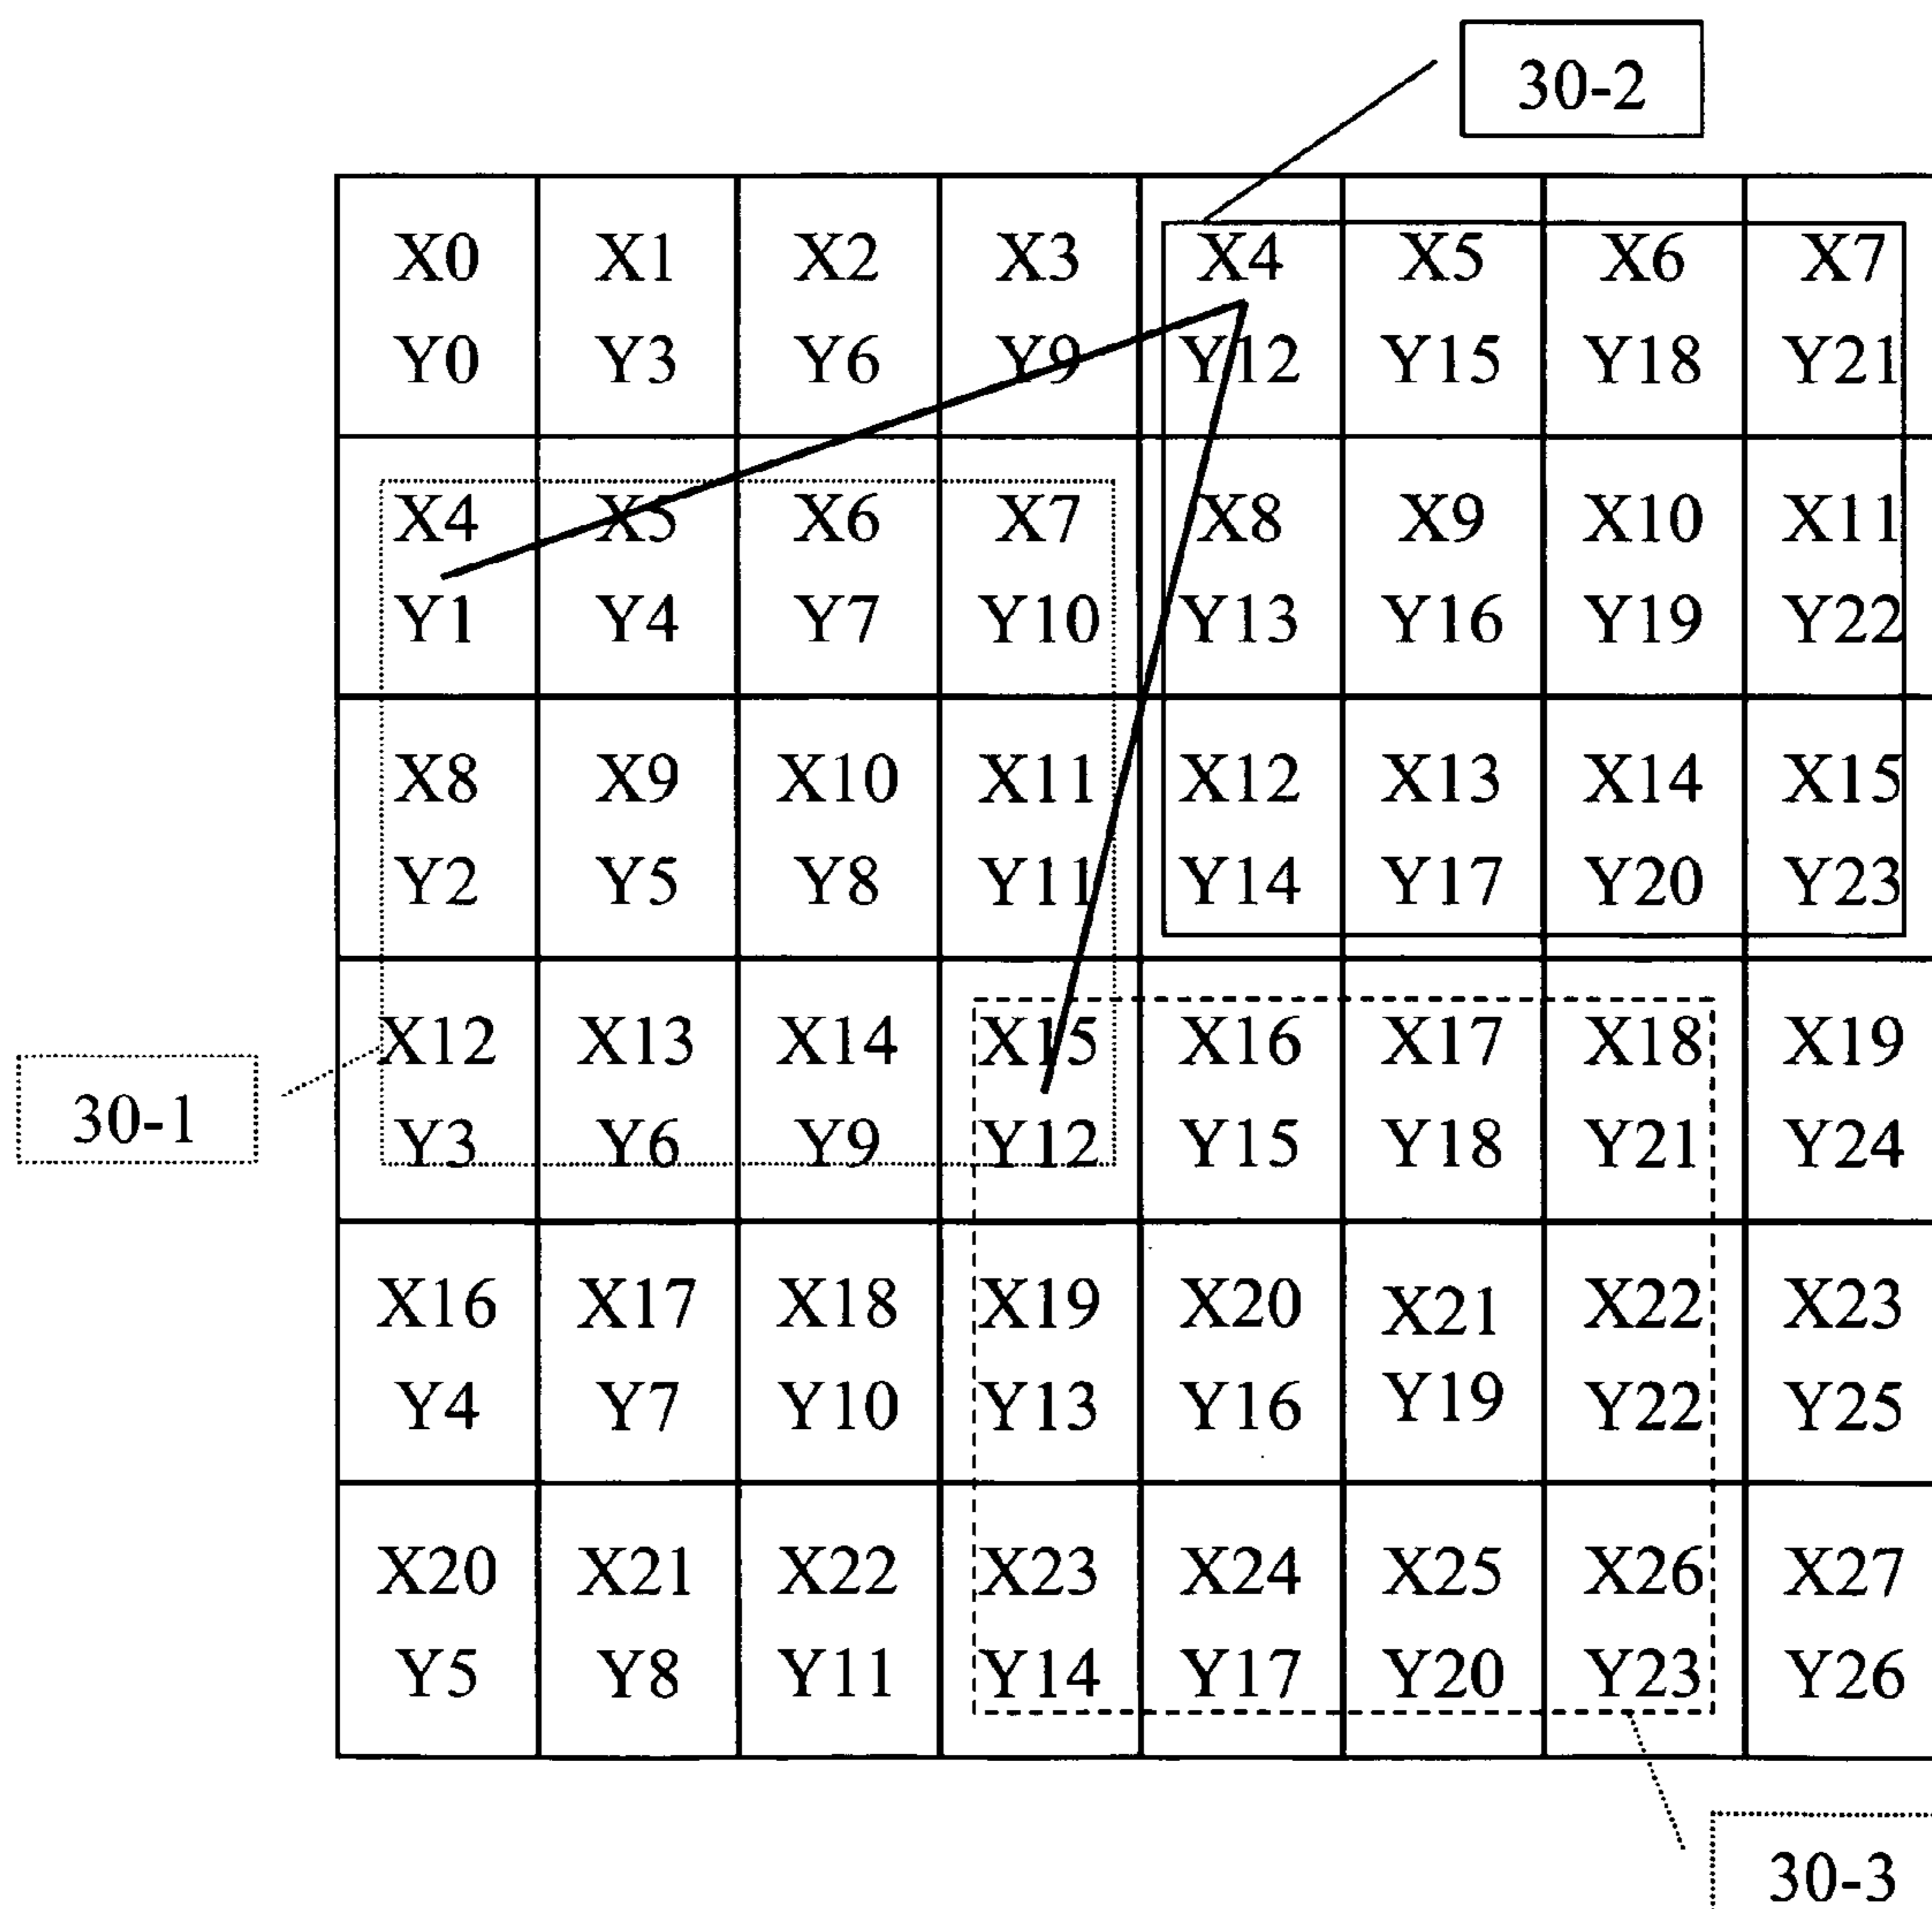 30-2
X0 X1 X2 X3 X4 X5 X6 X7
Y0 Y3 Y6 Y9 Y12 Y15 Y18 Y21
X4 X5 X6 X7 X8 X9 X10 X11
Y1 Y4 Y7 Y10 Y13 Y16 Y19 Y22
X8 X9 X10 X11 X12 X13 X14 X15
Y2 Y5 Y8 Y11 Y14 Y17 Y20 Y23
X12 X13 X14 X15 X16 X17 X18 X19
30-1
Y3 Y6 Y9 Y12 Y15 Y18 Y21 Y24
X16 X17 X18 X19 X20 X21 X22 X23
Y4 Y7 Y10 Y13 Y16 Y19 Y22 Y25
X20 X21 X22 X23 X24 X25 X26 X27
Y5 Y8 Y11 Y14 Y17 Y20 Y23 Y26
30-3